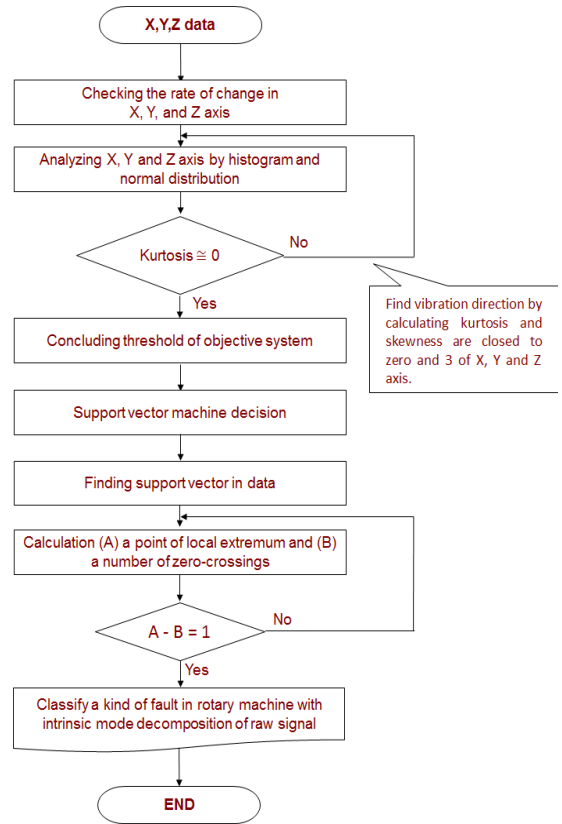 X,Y,Z data
Checking the rate of change in
X, Y, and Z axis
Analyzing X, Y and Z axis by histogram and
normal distribution
Kurtosis ≅ 0
No
Yes
Find vibration direction by
calculating kurtosis and
skewness are closed to
zero and 3 of X, Y and Z
axis.
Concluding threshold of objective system
Support vector machine decision
Finding support vector in data
Calculation (A) a point of local extremum and (B)
a number of zero-crossings
A - B = 1
No
Yes
Classify a kind of fault in rotary machine with
intrinsic mode decomposition of raw signal
END